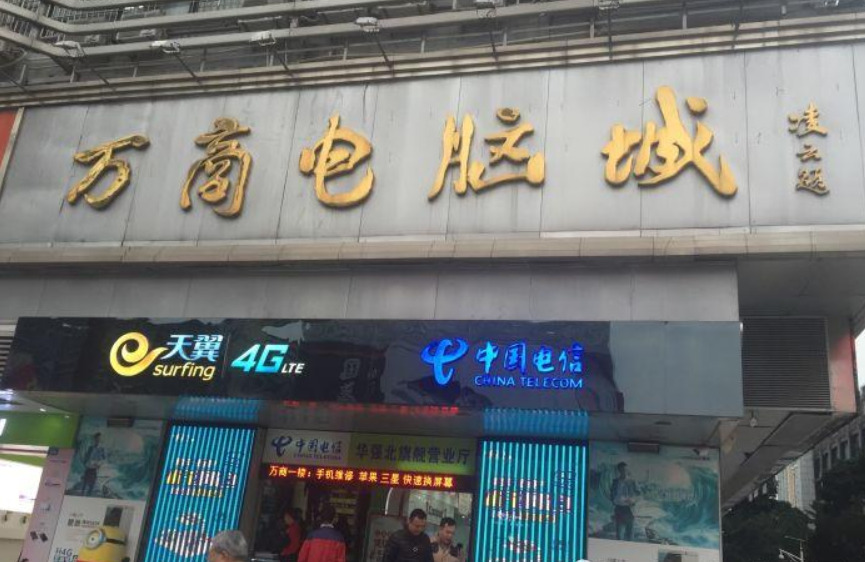 万商电脑城
凌云题
天翼 4G LTE
surfing
中国电信
CHINA TELECOM
中国电信
CHINA TELECOM
华强北旗舰营业厅
万商一楼：手机维修 苹果 三星 快速换屏幕